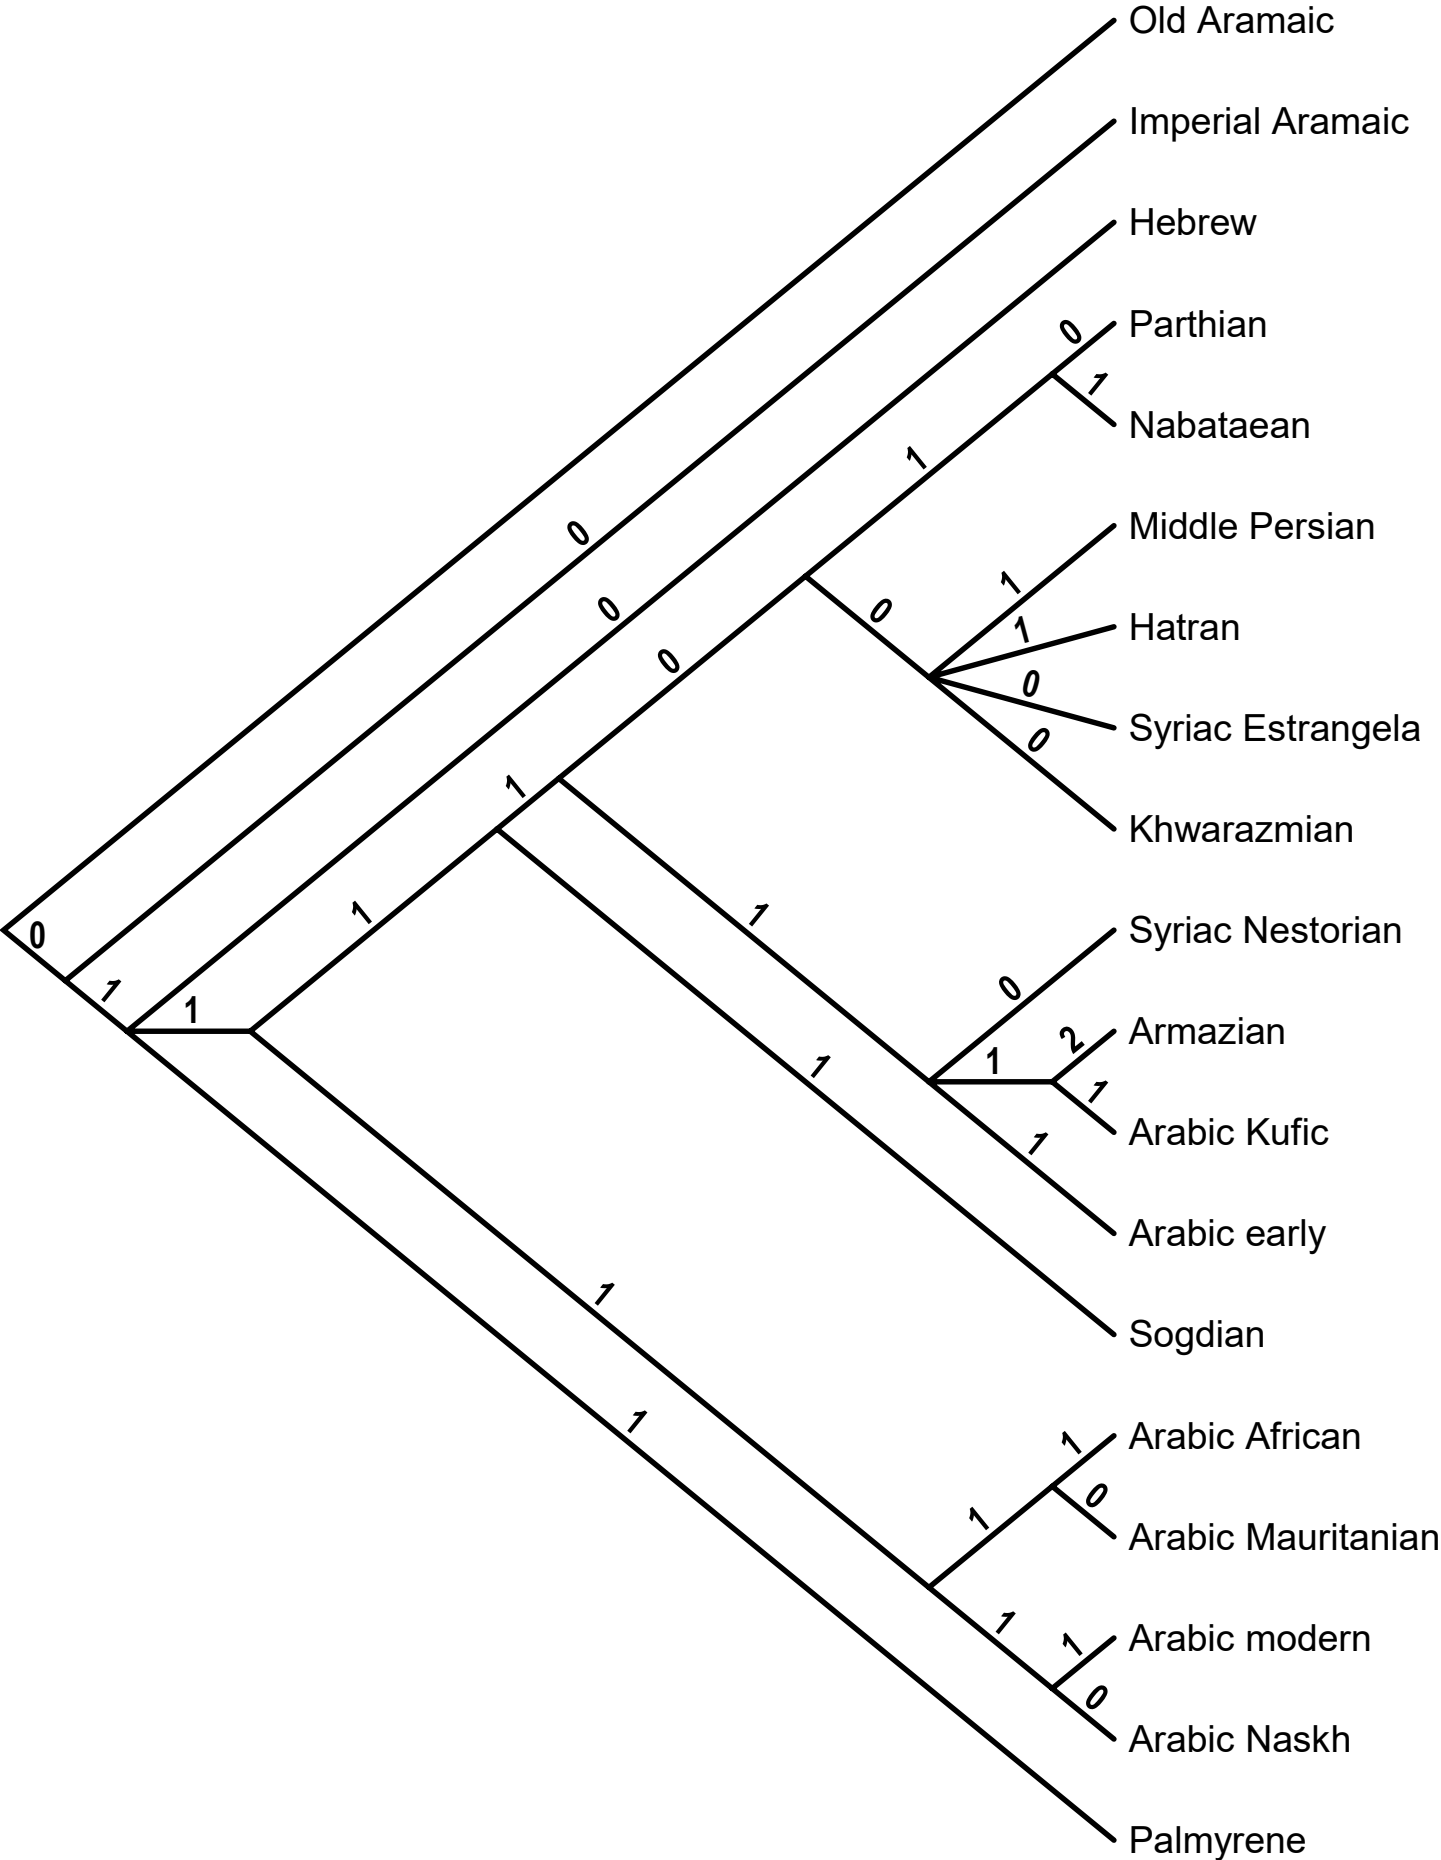 Old Aramaic
Imperial Aramaic
Hebrew
0
Parthian
1
Nabataean
1
Middle Persian
0
1
0
1
Hatran
0
0
0
Syriac Estrangela
0
1
Khwarazmian
1
1
0
Syriac Nestorian
1
0
1
2
Armazian
1
1
1
Arabic Kufic
1
1
Arabic early
1
Sogdian
1
1
Arabic African
0
1
Arabic Mauritanian
1
1
Arabic modern
0
Arabic Naskh
Palmyrene